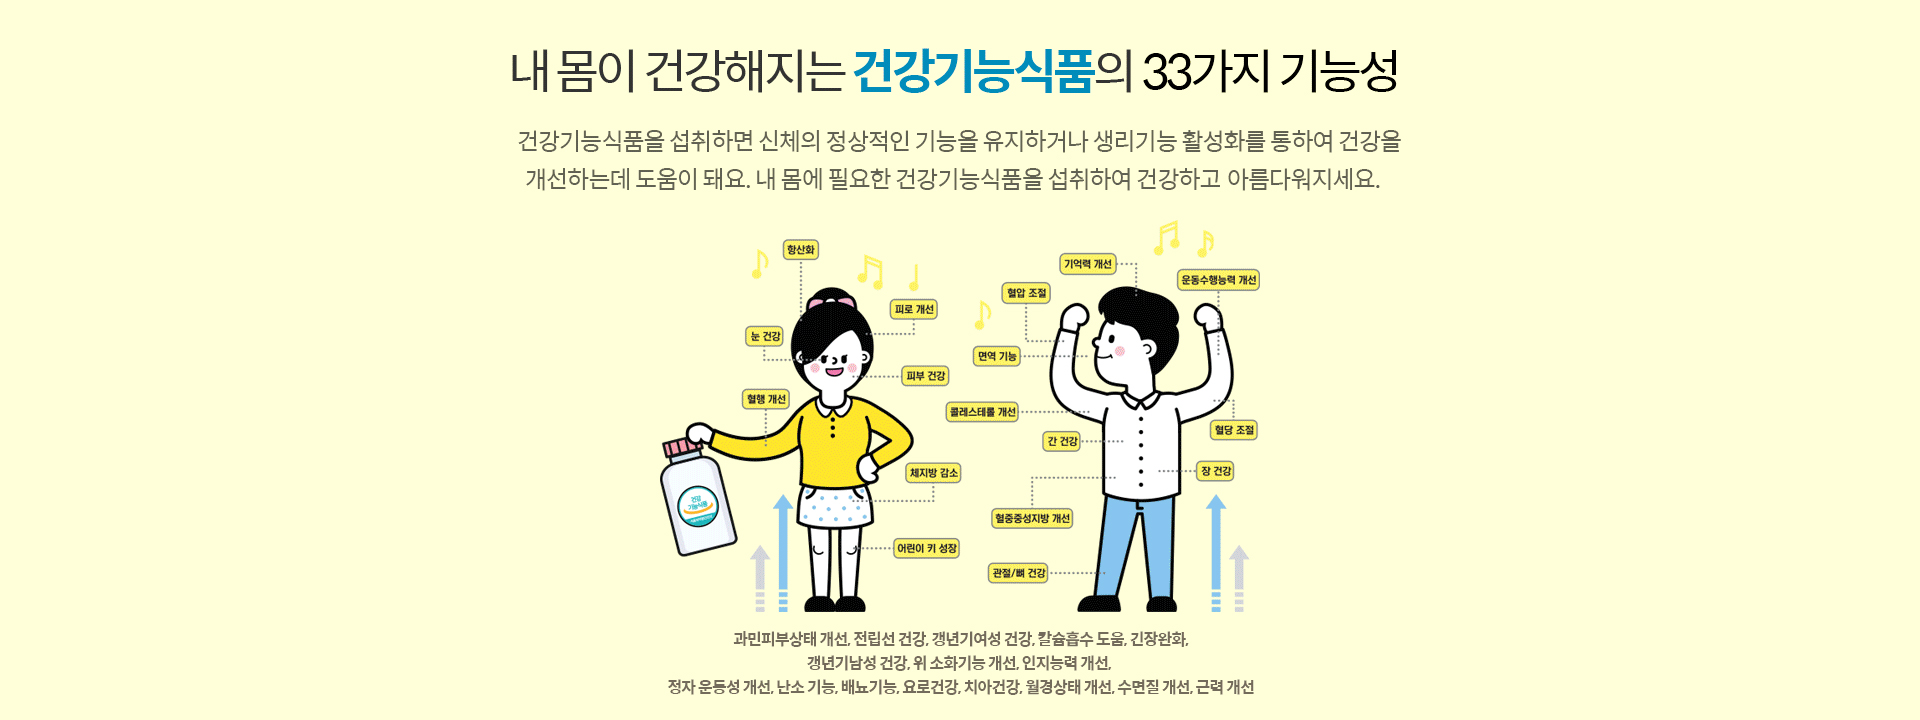 내 몸이 건강해지는 건강기능식품의 33가지 기능성
건강기능식품을 섭취하면 신체의 정상적인 기능을 유지하거나 생리기능 활성화를 통하여 건강을
개선하는데 도움이 돼요. 내 몸에 필요한 건강기능식품을 섭취하여 건강하고 아름다워지세요.
항산화
피로 개선
눈 건강
피부 건강
혈행 개선
체지방 감소
어린이 키 성장
건강
기능식품
기억력 개선
운동수행능력 개선
혈압 조절
면역 기능
콜레스테롤 개선
혈당 조절
간 건강
장 건강
혈중중성지방 개선
관절/뼈 건강
과민피부상태 개선, 전립선 건강, 갱년기여성 건강, 칼슘흡수 도움, 긴장완화,
갱년기남성 건강, 위 소화기능 개선, 인지능력 개선,
정자 운동성 개선, 난소 기능, 배뇨기능, 요로건강, 치아건강, 월경상태 개선, 수면질 개선, 근력 개선